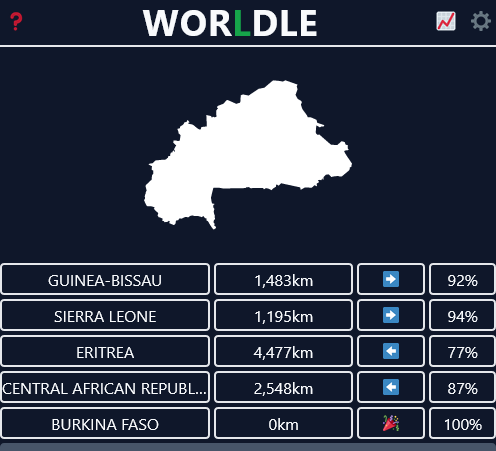 ?
WORLDLE
GUINEA-BISSAU 1,483km 92%
SIERRA LEONE 1,195km 94%
ERITREA 4,477km 77%
CENTRAL AFRICAN REPUBL... 2,548km 87%
BURKINA FASO 0km 100%